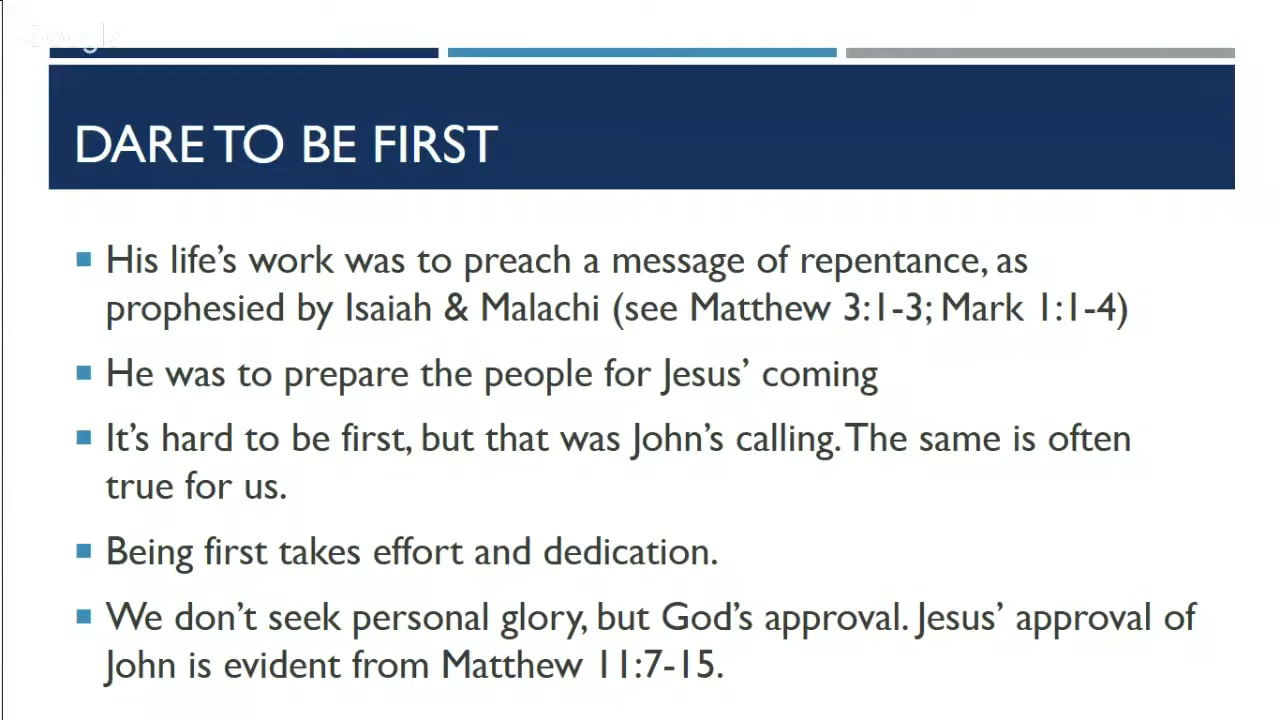 Google
DARE TO BE FIRST
His life's work was to preach a message of repentance, as
prophesied by Isaiah & Malachi (see Matthew 3:1-3; Mark 1:1-4)
He was to prepare the people for Jesus' coming
It's hard to be first, but that was John's calling. The same is often
true for us.
Being first takes effort and dedication.
We don't seek personal glory, but God's approval. Jesus' approval of
John is evident from Matthew 11:7-15.